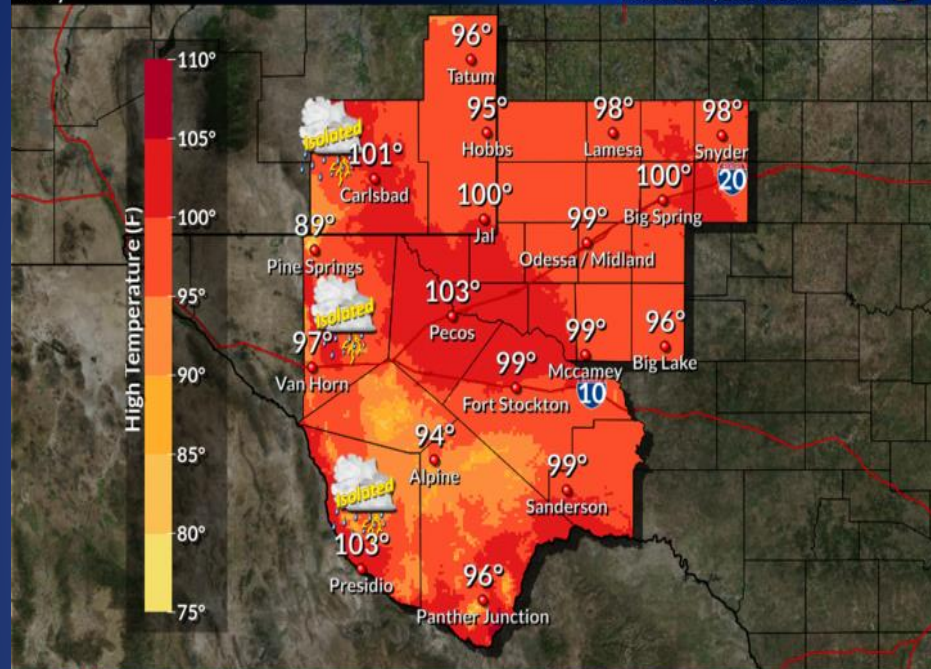 High Temperature (F)
110°
105°
100°
95°
90°
85°
80°
75°
96°
Tatum
95°
Hobbs
98°
Lamesa
98°
Snyder
Isolated
101°
Carlsbad
100°
Jal
100°
Big Spring
20
89°
Pine Springs
99°
Odessa / Midland
Isolated
103°
Pecos
97°
Van Horn
99°
Fort Stockton
99°
Mccamey
96°
Big Lake
10
94°
Alpine
99°
Sanderson
Isolated
103°
Presidio
96°
Panther Junction